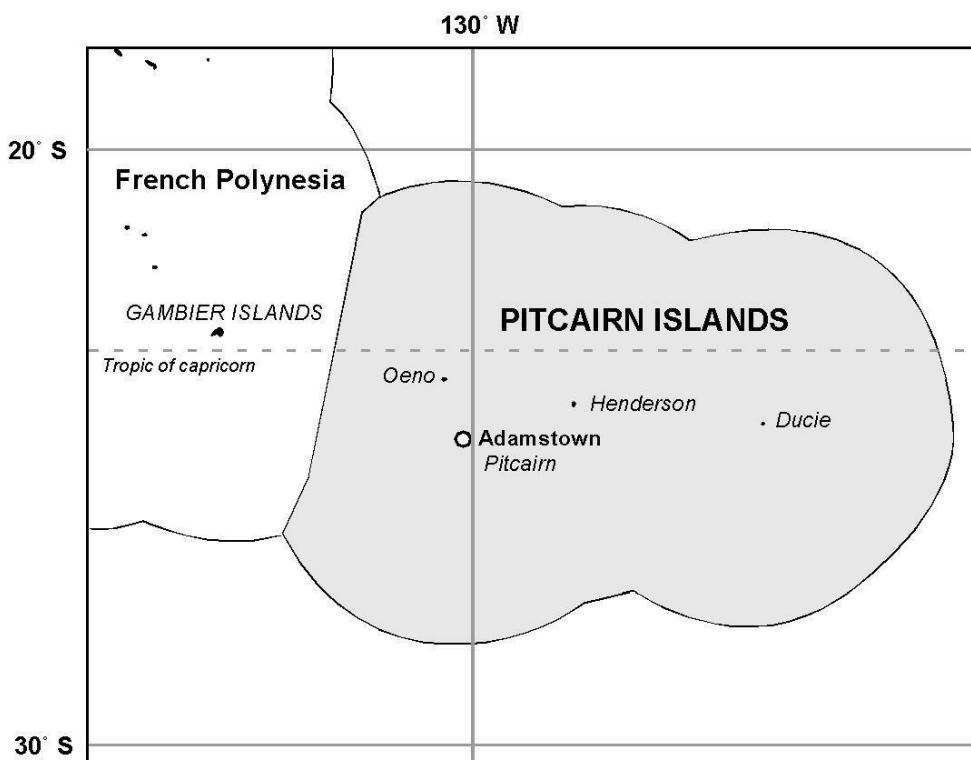 130° W
20° S
French Polynesia
GAMBIER ISLANDS
PITCAIRN ISLANDS
Tropic of capricorn
Oeno
Henderson
Ducie
Adamstown
Pitcairn
30° S